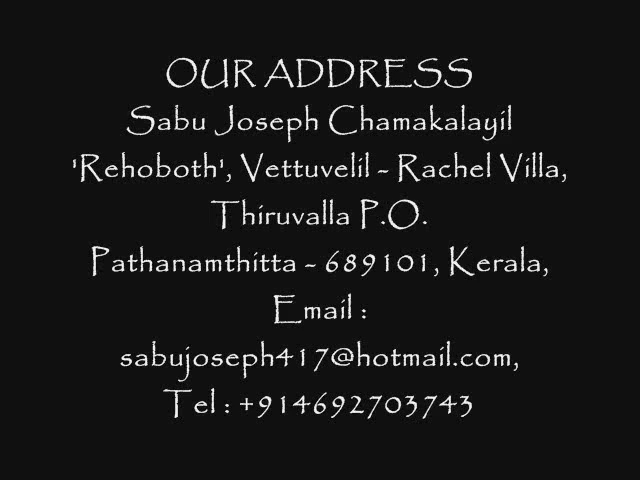 OUR ADDRESS
Sabu Joseph Chamakalayil
'Rehoboth', Vettuvelil - Rachel Villa,
Thiruvalla P.O.
Pathanamthitta - 689101, Kerala,
Email :
sabujoseph417@hotmail.com,
Tel : +914692703743